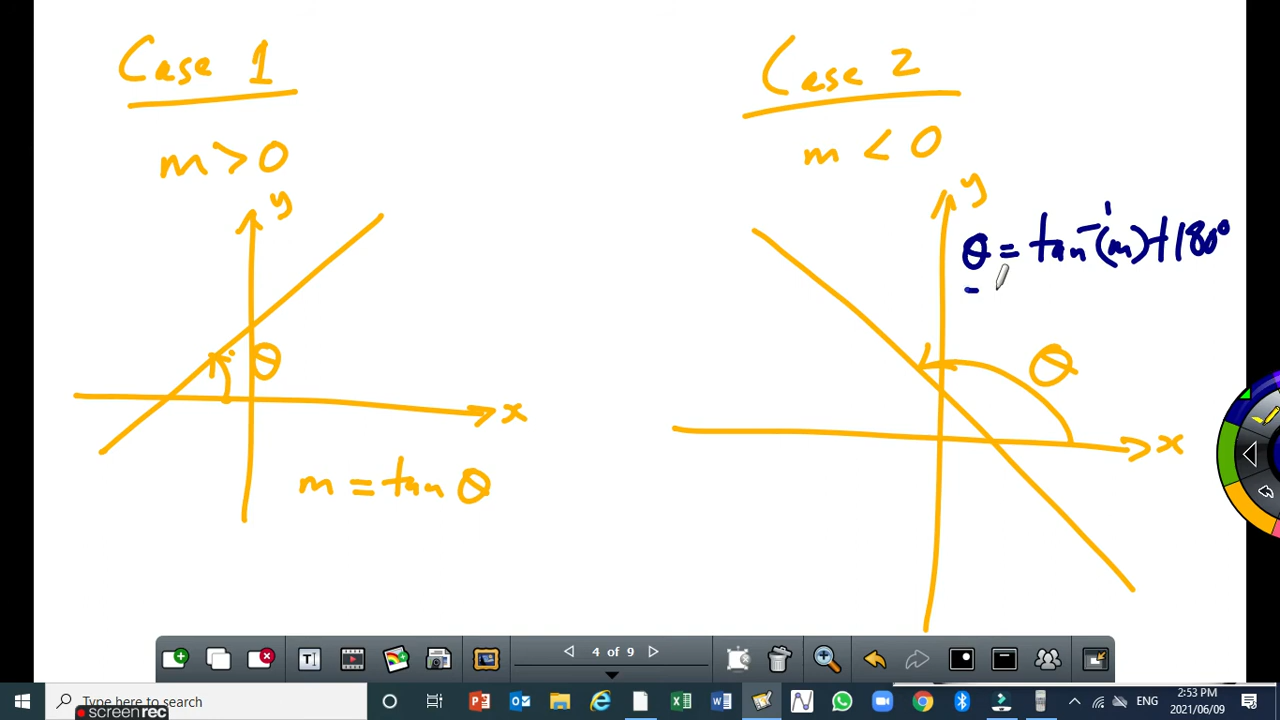 Case 1
m > 0
y
θ
x
m = tan θ
Case 2
m < 0
y
θ = tan⁻¹(m) + 180°
θ
x
4 of 9
Type here to search
ENG
2:53 PM
2021/06/09
screenrec